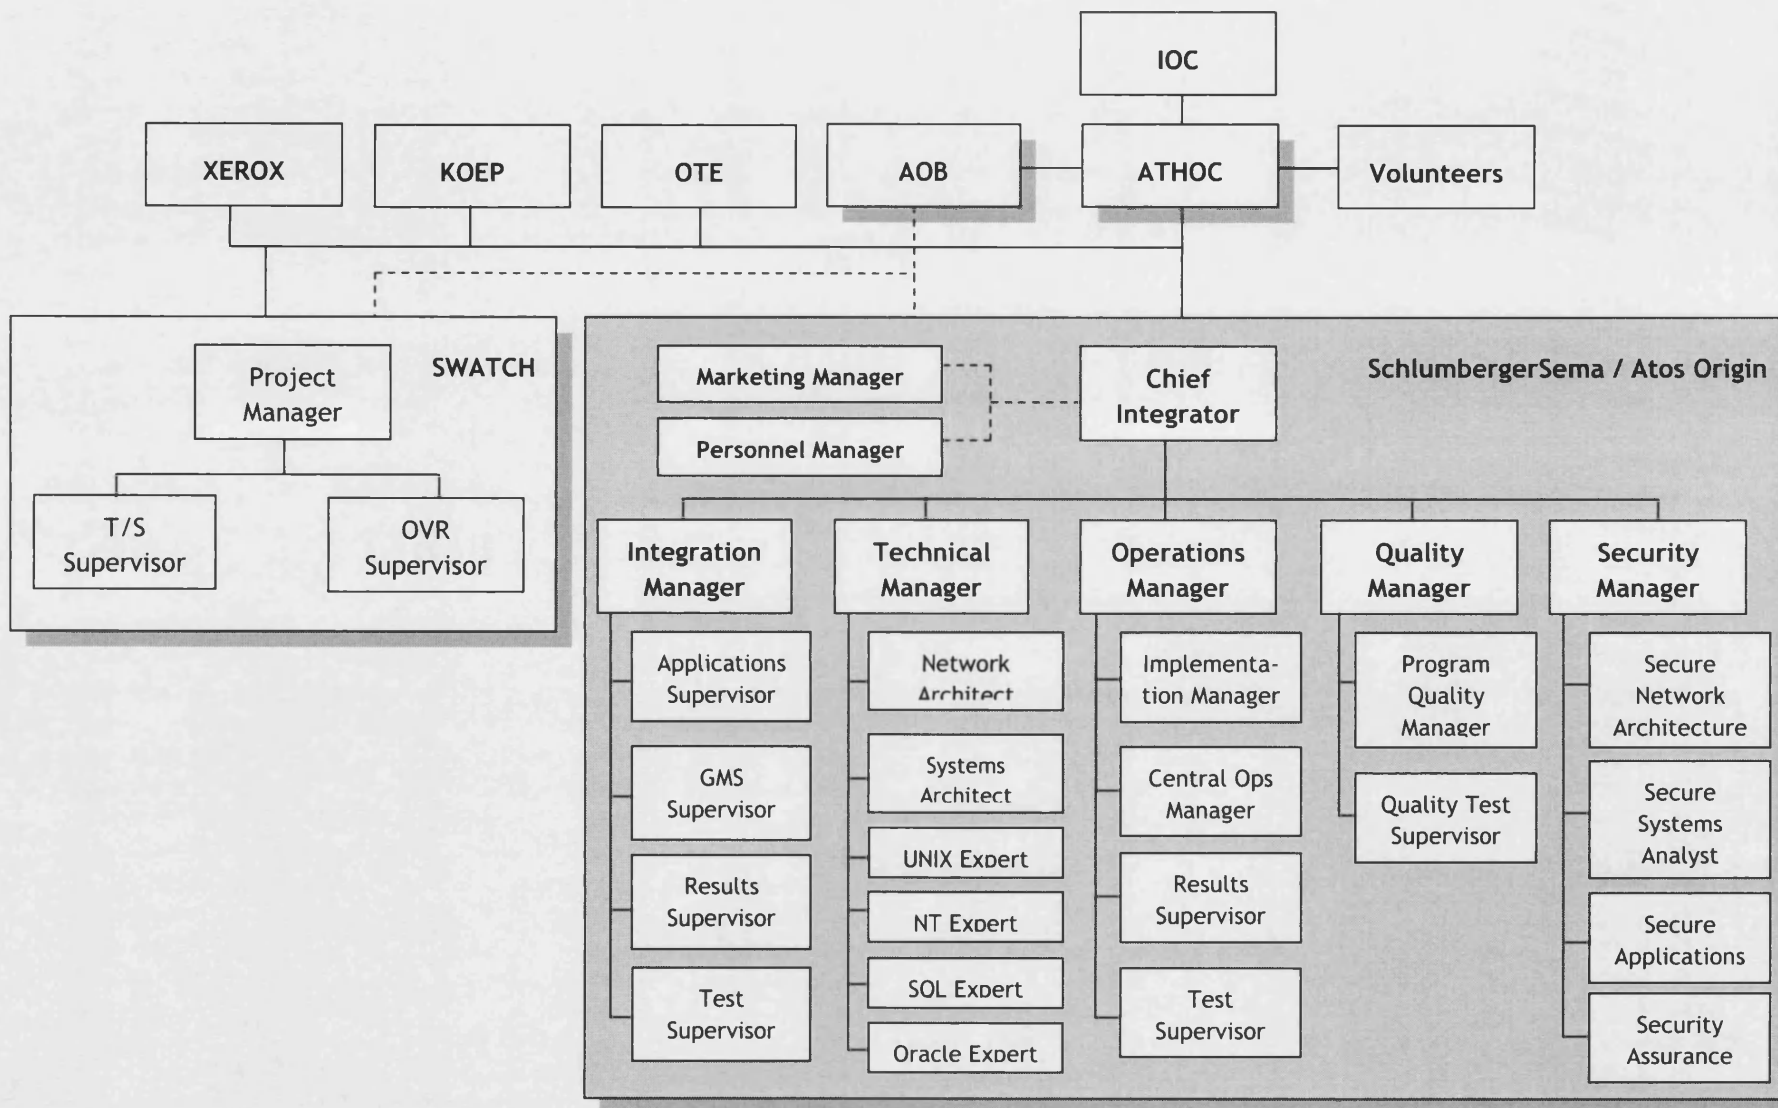 IOC
XEROX
KOEP
OTE
AOB
ATHOC
Volunteers
SWATCH
Project
Manager
T/S
Supervisor
OVR
Supervisor
SchlumbergerSema / Atos Origin
Marketing Manager
Personnel Manager
Chief
Integrator
Integration
Manager
Applications
Supervisor
GMS
Supervisor
Results
Supervisor
Test
Supervisor
Technical
Manager
Network
Architect
Systems
Architect
UNIX Expert
NT Expert
SQL Expert
Oracle Expert
Operations
Manager
Implementa-
tion Manager
Central Ops
Manager
Results
Supervisor
Test
Supervisor
Quality
Manager
Program
Quality
Manager
Quality Test
Supervisor
Security
Manager
Secure
Network
Architecture
Secure
Systems
Analyst
Secure
Applications
Security
Assurance